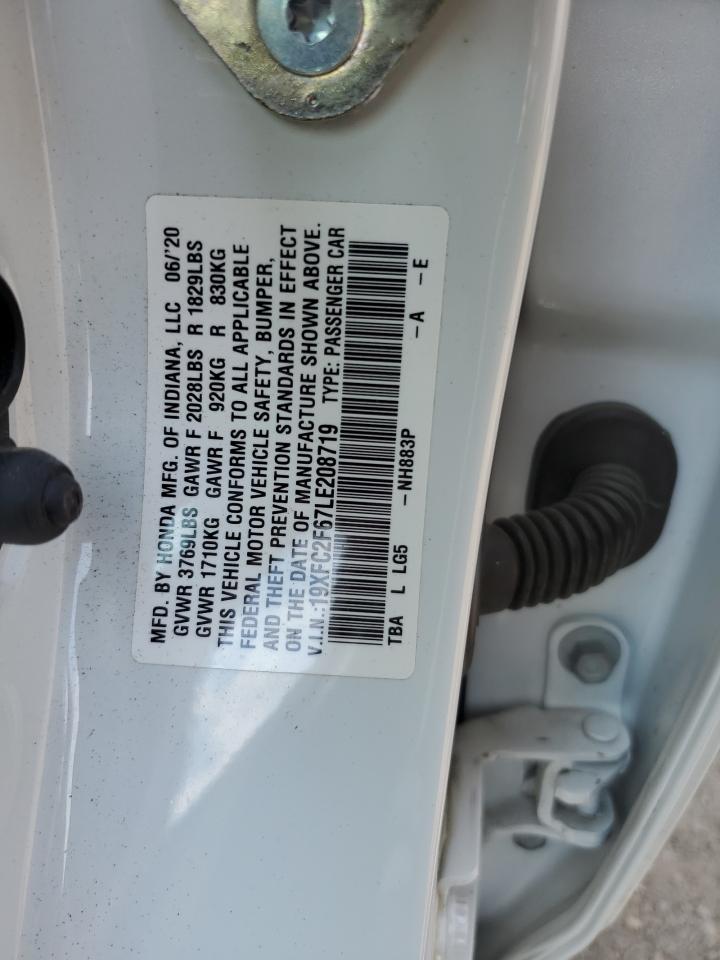 MFD. BY HONDA MFG. OF INDIANA, LLC 06/'20
GVWR 3769LBS GAWR F 2028LBS R 1829LBS
GVWR 1710KG GAWR F 920KG R 830KG
THIS VEHICLE CONFORMS TO ALL APPLICABLE
FEDERAL MOTOR VEHICLE SAFETY, BUMPER,
AND THEFT PREVENTION STANDARDS IN EFFECT
ON THE DATE OF MANUFACTURE SHOWN ABOVE.
V.I.N.:19XFC2F67LE208719 TYPE: PASSENGER CAR
TBA L LG5 -NH883P -A -E